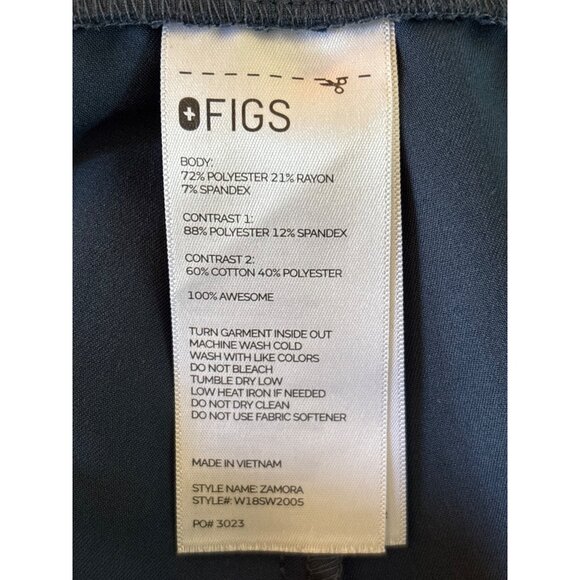 FIGS
BODY:
72% POLYESTER 21% RAYON
7% SPANDEX
CONTRAST 1:
88% POLYESTER 12% SPANDEX
CONTRAST 2:
60% COTTON 40% POLYESTER
100% AWESOME
TURN GARMENT INSIDE OUT
MACHINE WASH COLD
WASH WITH LIKE COLORS
DO NOT BLEACH
TUMBLE DRY LOW
LOW HEAT IRON IF NEEDED
DO NOT DRY CLEAN
DO NOT USE FABRIC SOFTENER
MADE IN VIETNAM
STYLE NAME: ZAMORA
STYLE#: W18SW2005
PO# 3023